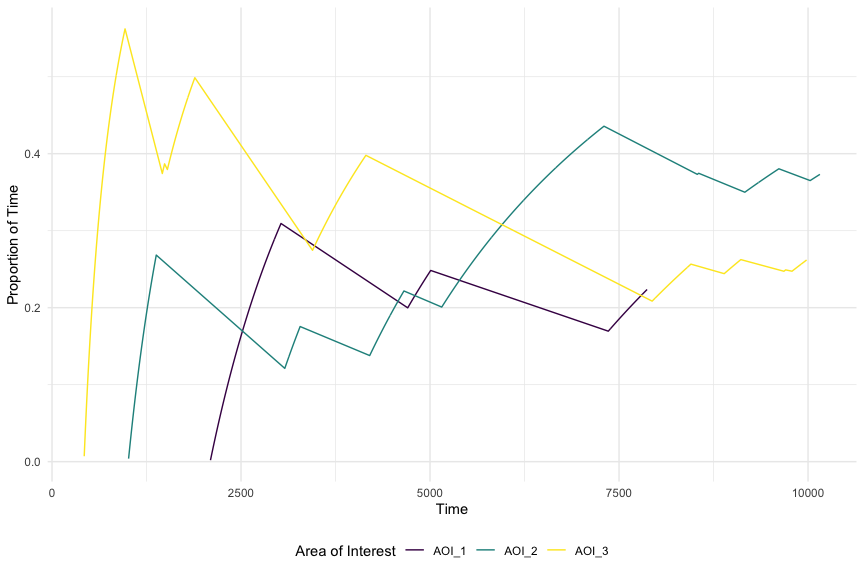 Proportion of Time
0.4
0.2
0.0
0 2500 5000 7500 10000
Time
Area of Interest AOI_1 AOI_2 AOI_3